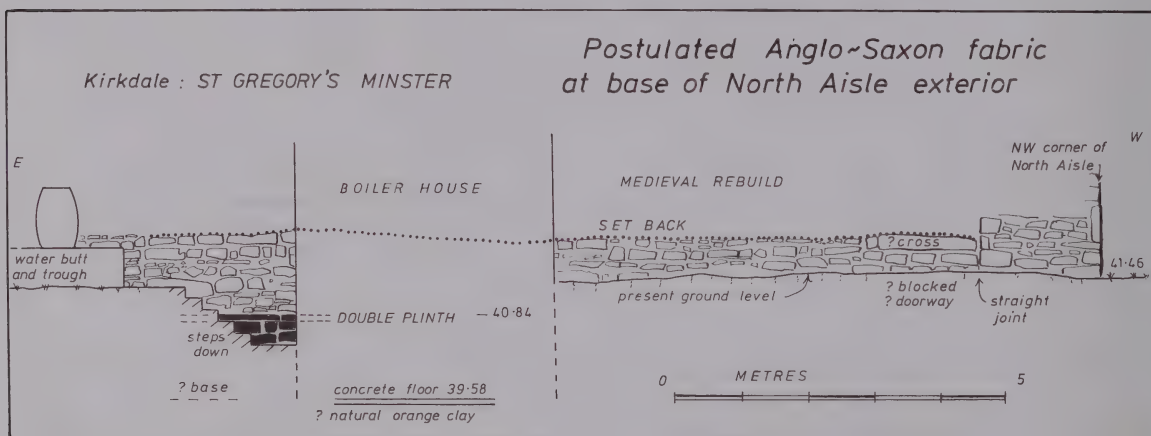 Postulated Anglo~Saxon fabric
at base of North Aisle exterior
Kirkdale : ST GREGORY'S MINSTER
E
W
NW corner of
North Aisle
BOILER HOUSE
MEDIEVAL REBUILD
SET BACK
?cross
water butt
and trough
41·46
present ground level
? blocked
? doorway
straight
joint
DOUBLE PLINTH
- 40·84
steps
down
? base
concrete floor 39·58
? natural orange clay
0 METRES 5